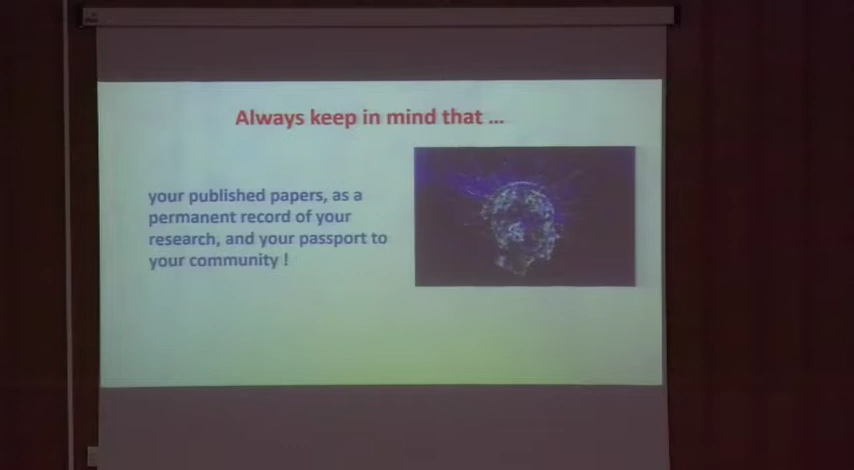 Always keep in mind that ...
your published papers, as a
permanent record of your
research, and your passport to
your community !